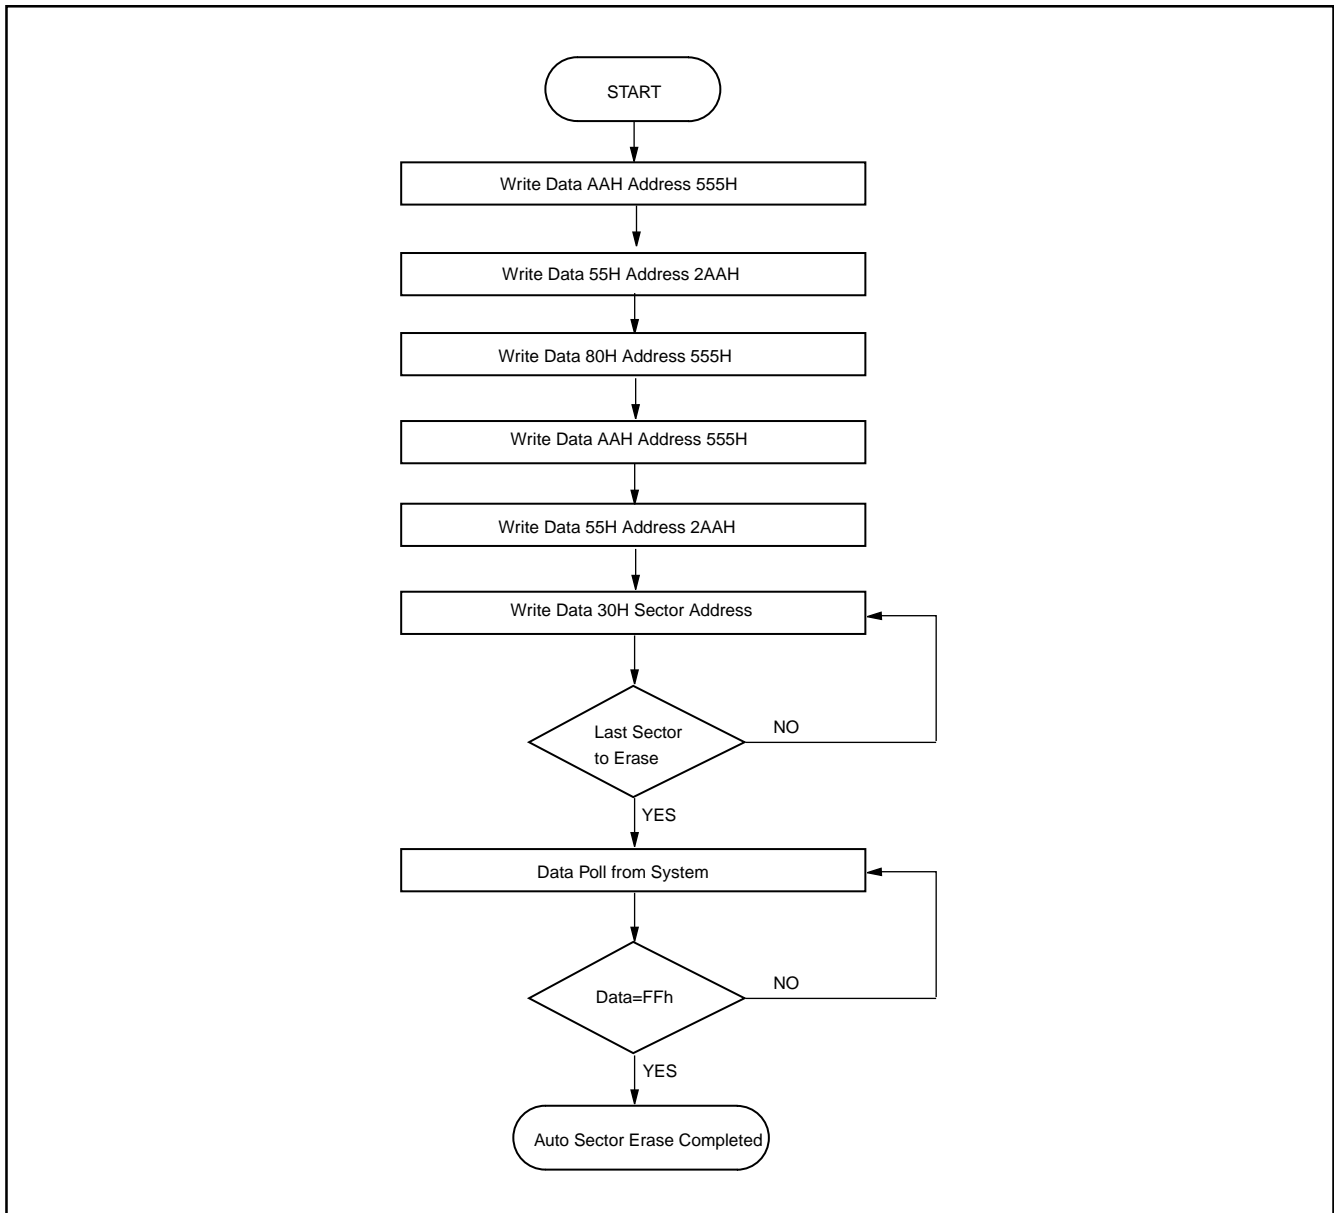 START
Write Data AAH Address 555H
Write Data 55H Address 2AAH
Write Data 80H Address 555H
Write Data AAH Address 555H
Write Data 55H Address 2AAH
Write Data 30H Sector Address
Last Sector
to Erase
NO
YES
Data Poll from System
Data=FFh
NO
YES
Auto Sector Erase Completed